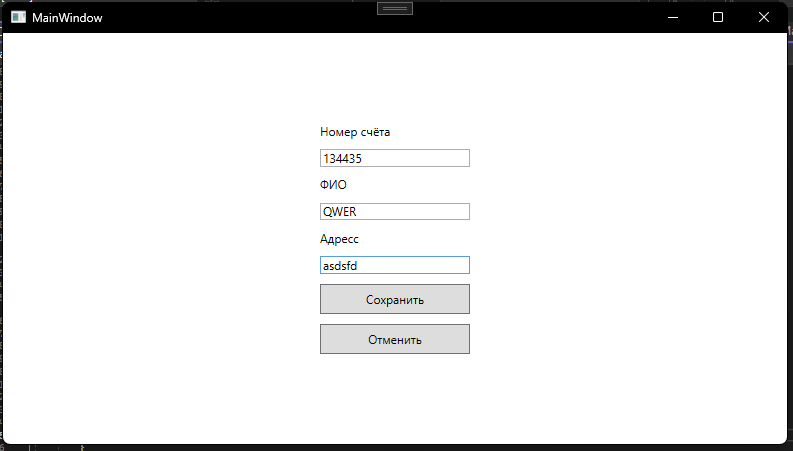 MainWindow
Номер счёта
134435
ФИО
QWER
Адресс
asdsfd
Сохранить
Отменить